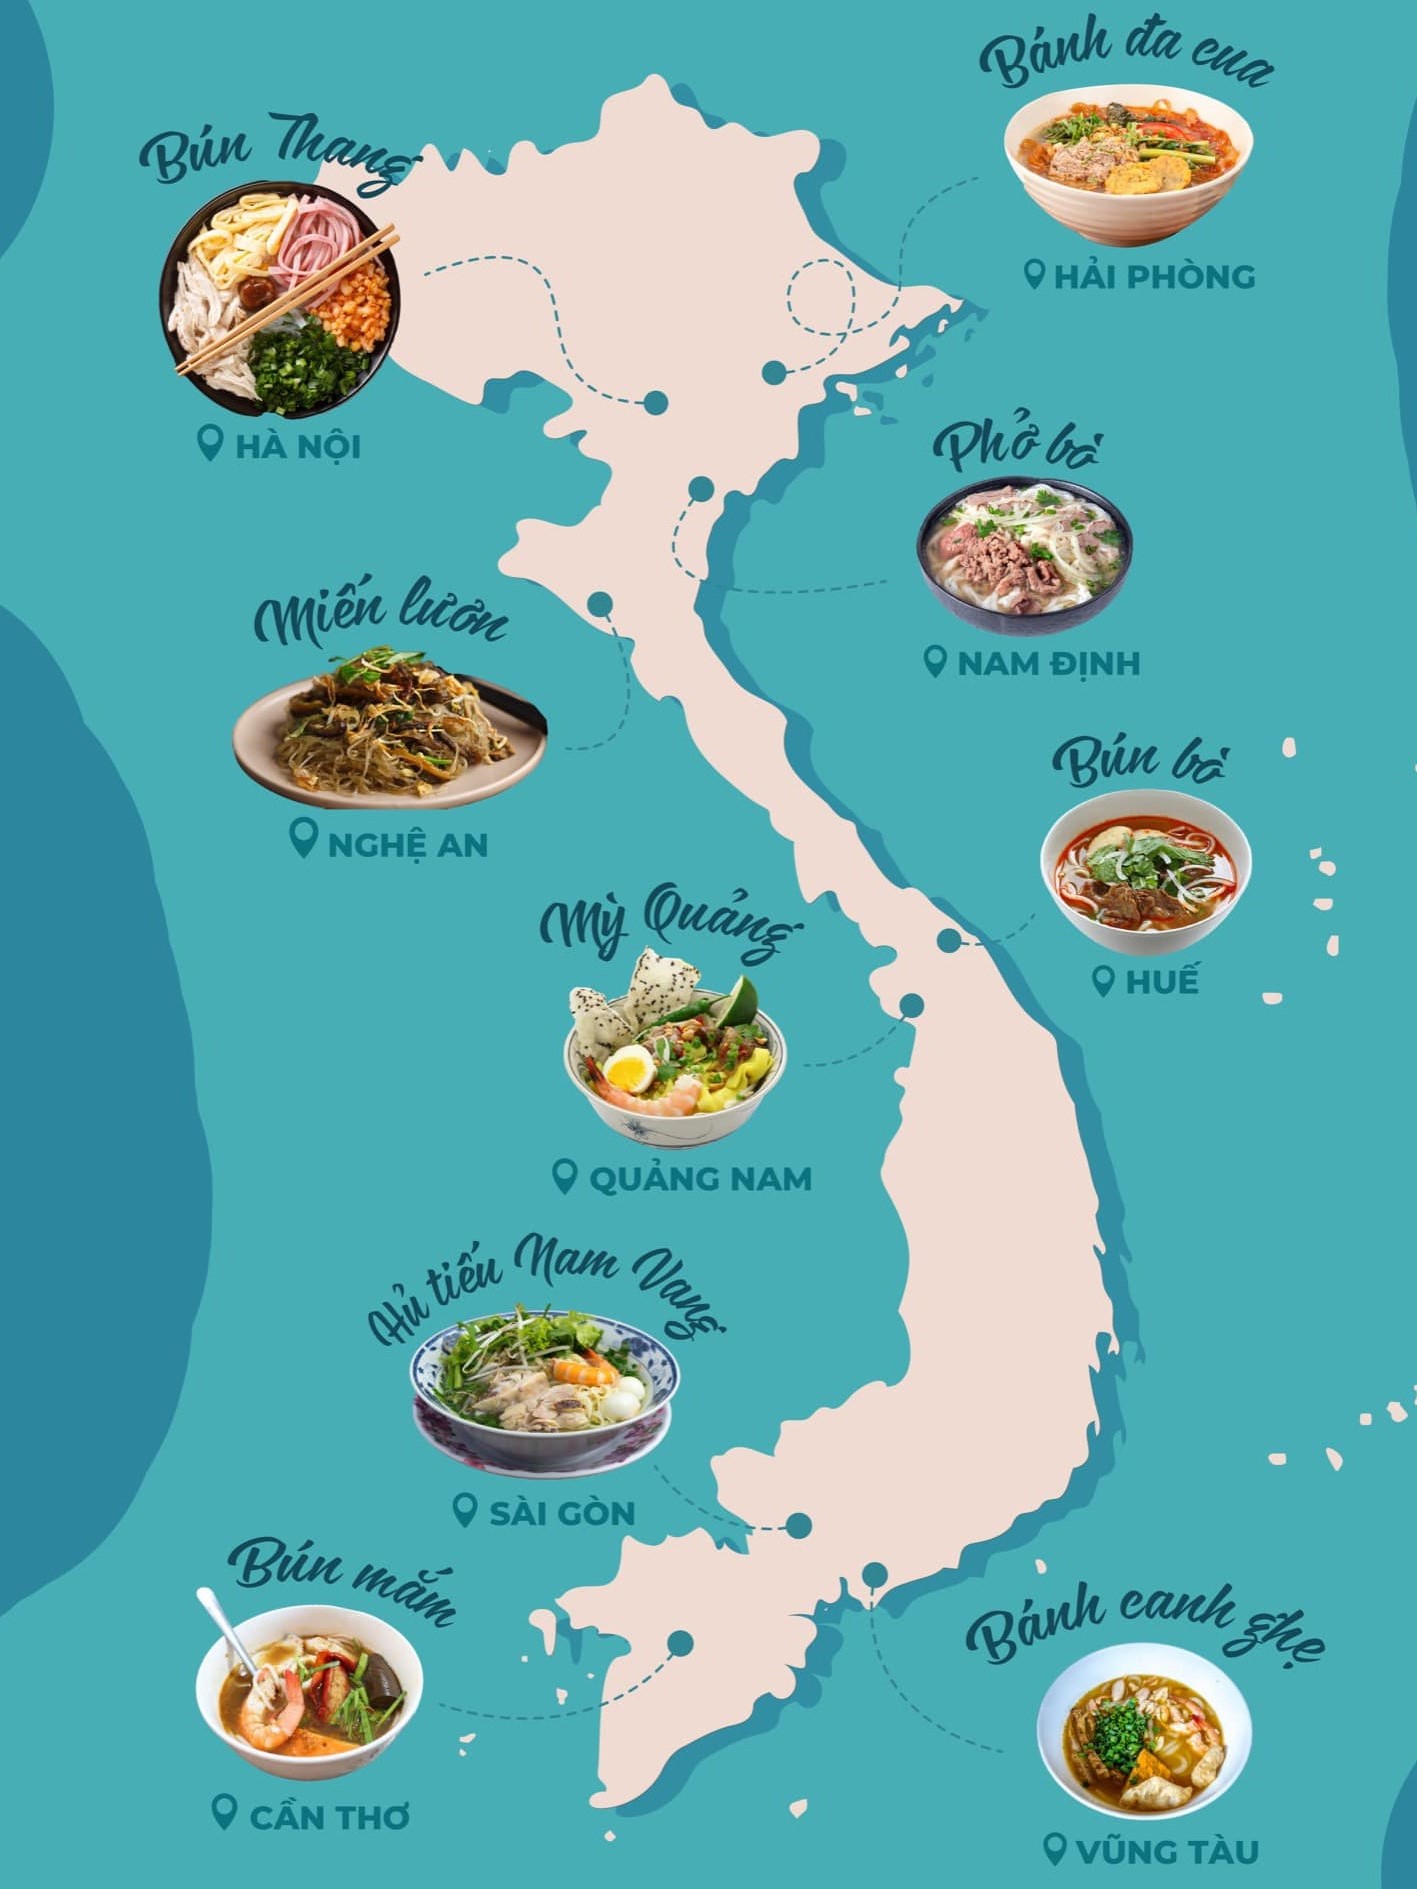 Bánh đa cua
HẢI PHÒNG
Bún Thang
HÀ NỘI
Phở bò
NAM ĐỊNH
Miến lươn
NGHỆ AN
Bún bò
HUẾ
Mỳ Quảng
QUẢNG NAM
Hủ tiếu Nam Vang
SÀI GÒN
Bún mắm
CẦN THƠ
Bánh canh ghẹ
VŨNG TÀU